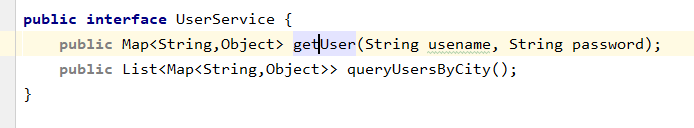 public interface UserService {
    public Map<String,Object> getUser(String usename, String password);
    public List<Map<String,Object>> queryUsersByCity();
}